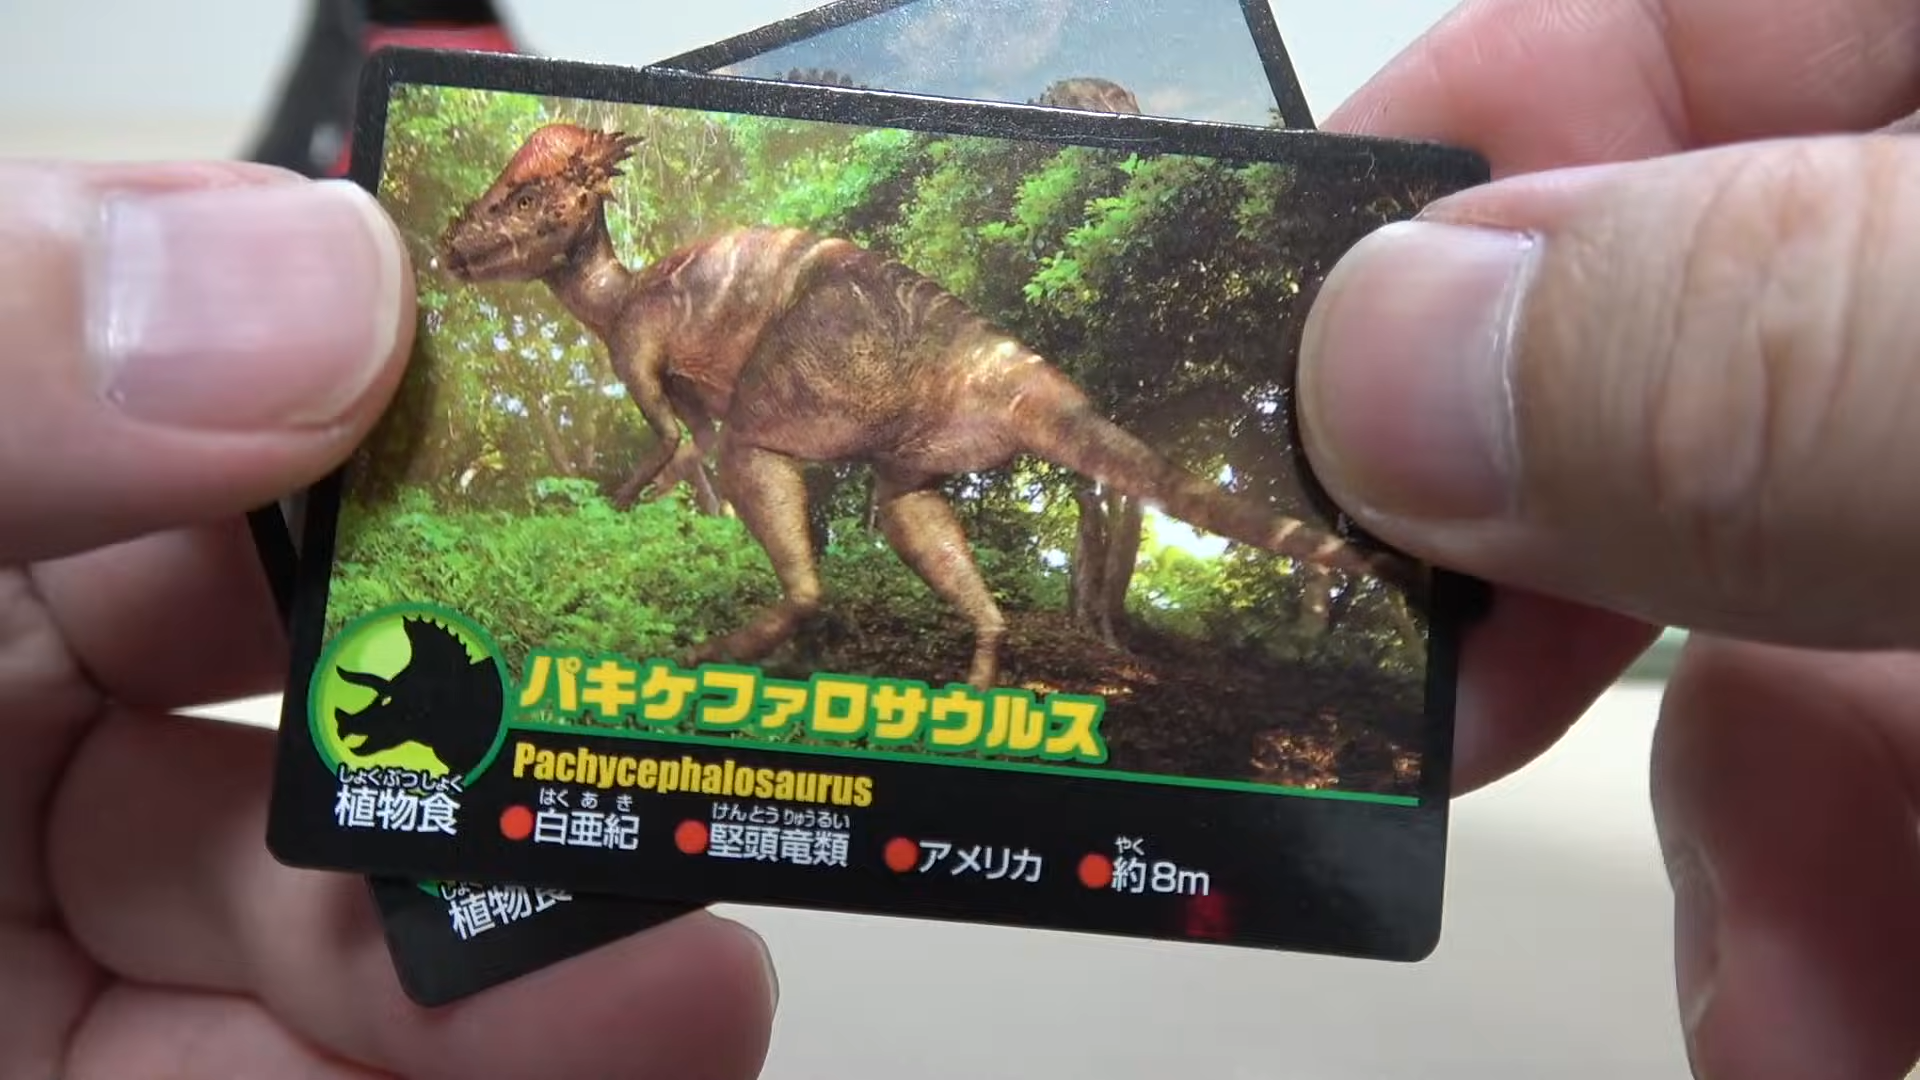 パキケファロサウルス
Pachycephalosaurus
しょくぶつしょく
植物食
はくあき けんとうりゅうるい やく
●白亜紀 ●堅頭竜類 ●アメリカ ●約8m
植物食